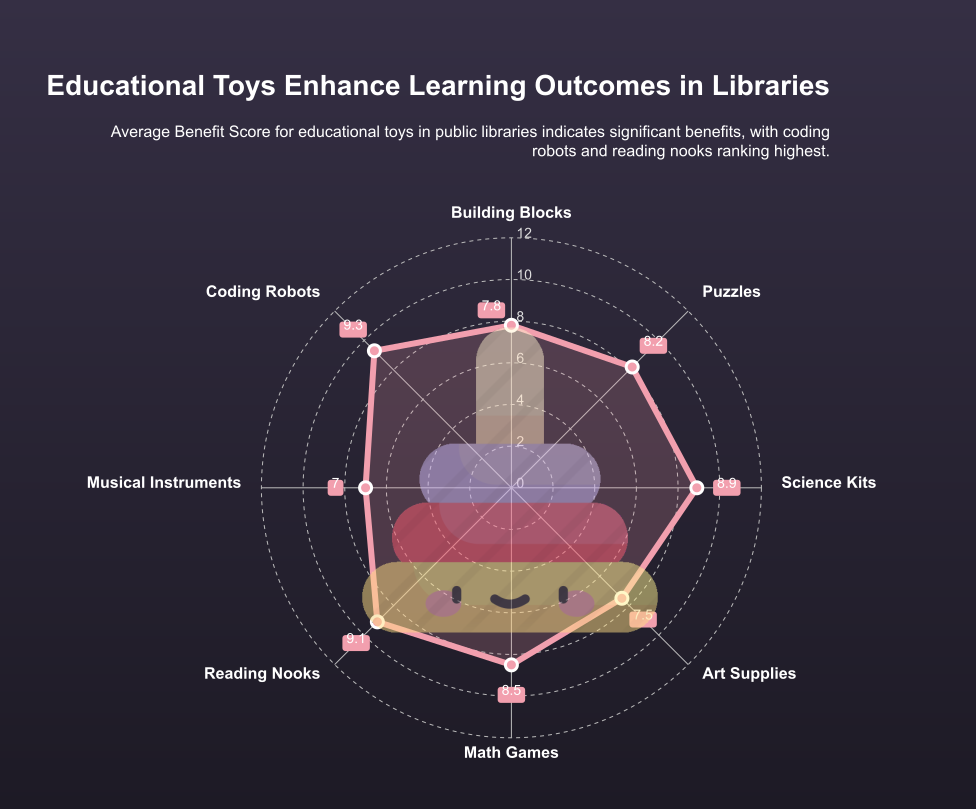 Educational Toys Enhance Learning Outcomes in Libraries
Average Benefit Score for educational toys in public libraries indicates significant benefits, with coding
robots and reading nooks ranking highest.
Building Blocks
12
Coding Robots
Puzzles
10
7.8
8
9.3
8.2
6
4
2
Musical Instruments
7
0
8.9
Science Kits
7.5
9.1
Reading Nooks
Art Supplies
8.5
Math Games